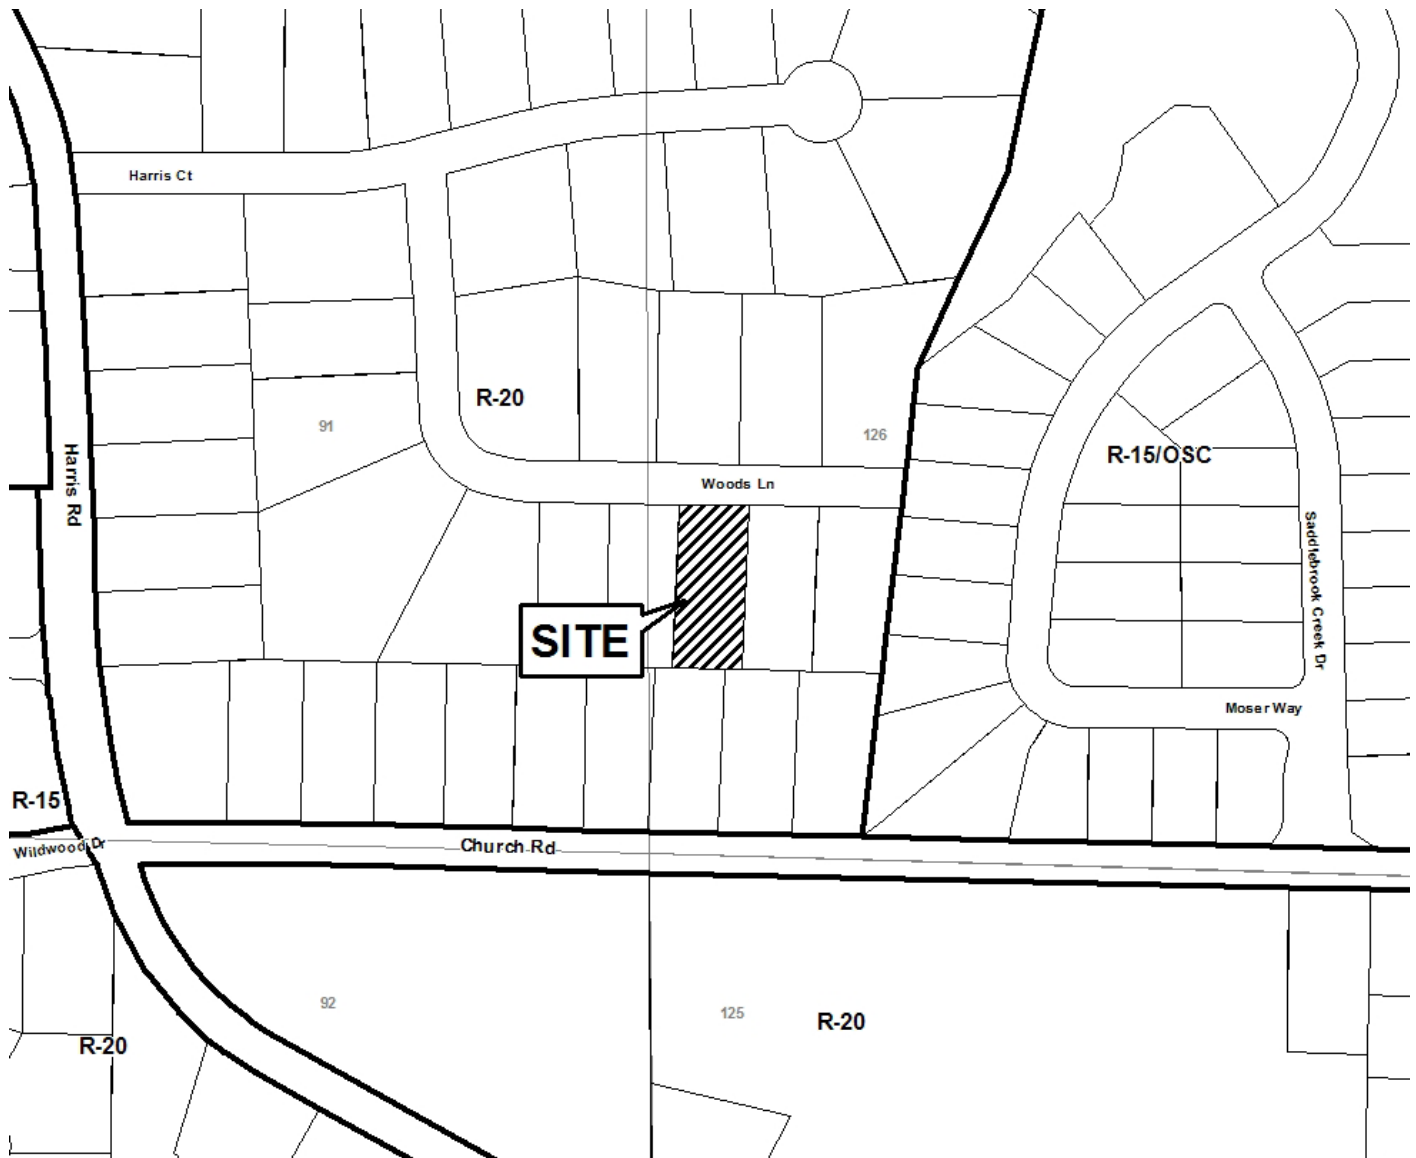 Harris Ct
R-20
91
126
Harris Rd
R-15/OSC
Woods Ln
Saddlebrook Creek Dr
SITE
Moser Way
R-15
Wildwood Dr
Church Rd
92
125
R-20
R-20